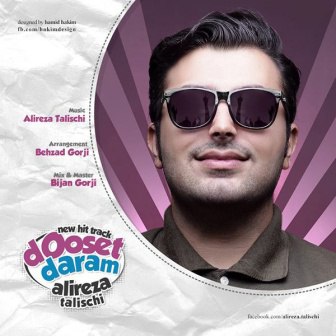 designed by hamid hakim
fb.com/hakimdesign
Music
Alireza Talischi
Arrangement
Behzad Gorji
Mix & Master
Bijan Gorji
new hit track
dOoset
daram
alireza
talischi
facebook.com/alireza.talischi